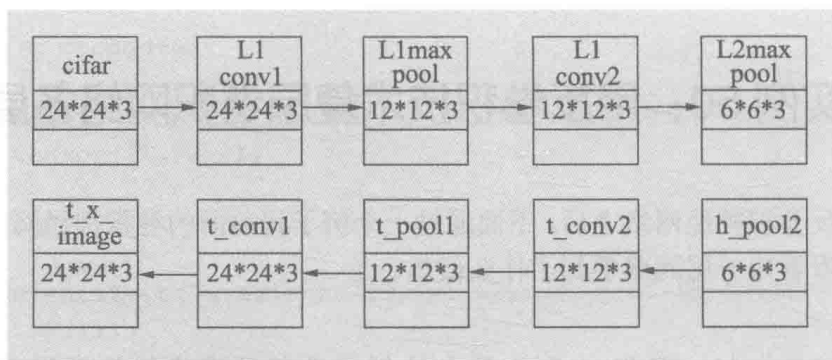 cifar
24*24*3
L1
conv1
24*24*3
L1max
pool
12*12*3
L1
conv2
12*12*3
L2max
pool
6*6*3
t_x_
image
24*24*3
t_conv1
24*24*3
t_pool1
12*12*3
t_conv2
12*12*3
h_pool2
6*6*3